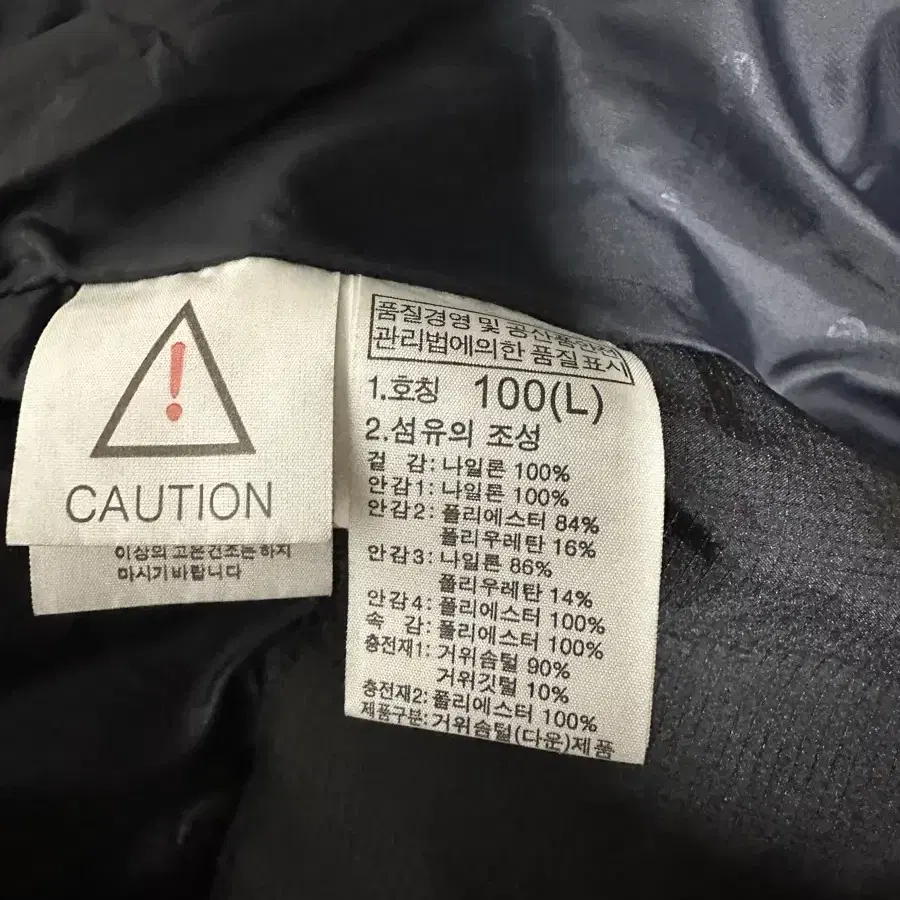 CAUTION
이상의 고온건조는 하지
마시기 바랍니다
품질경영 및 공산품안전
관리법에의한 품질표시
1.호칭 100(L)
2.섬유의 조성
겉 감: 나일론 100%
안감1: 나일론 100%
안감2: 폴리에스터 84%
폴리우레탄 16%
안감3: 나일론 86%
폴리우레탄 14%
안감4: 폴리에스터 100%
속 감: 폴리에스터 100%
충전재1: 거위솜털 90%
거위깃털 10%
충전재2: 폴리에스터 100%
제품구분: 거위솜털(다운)제품